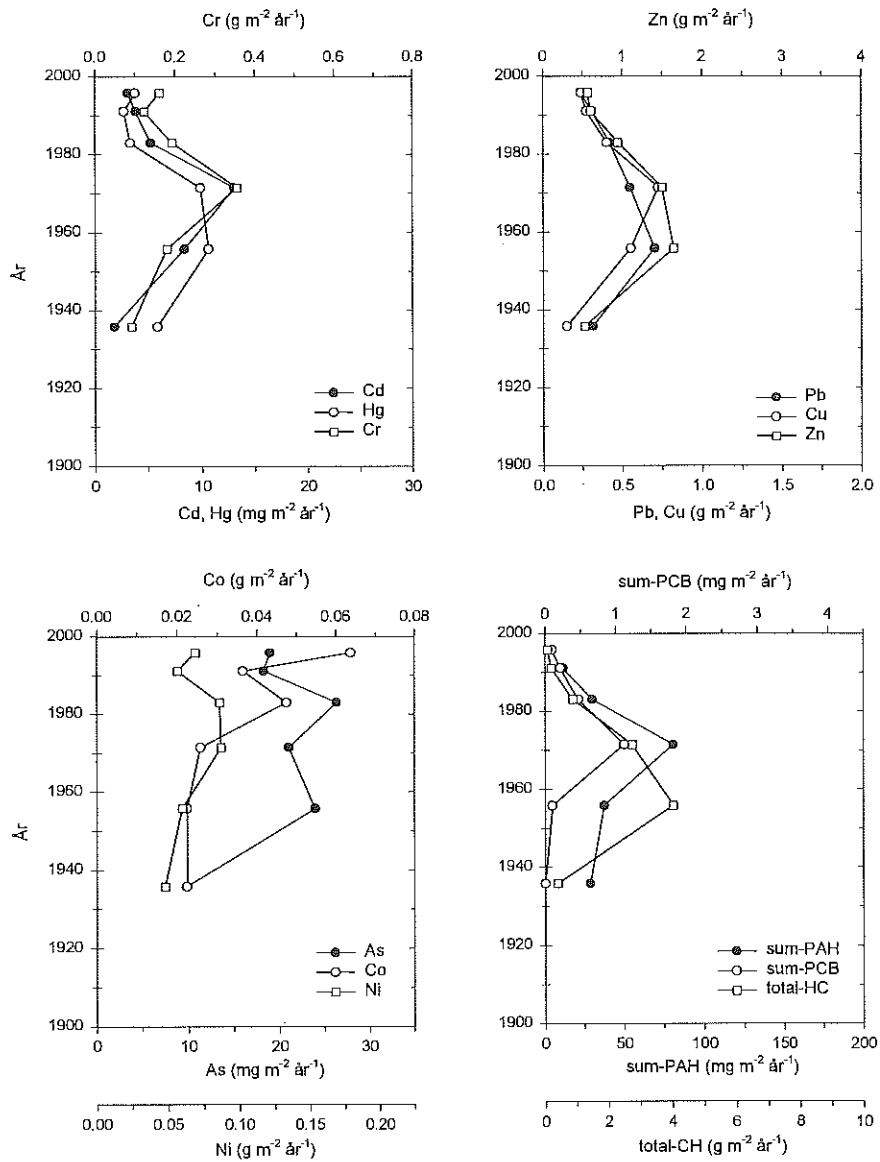 Cr (g m⁻² år⁻¹)
0.0 0.2 0.4 0.6 0.8
2000
1980
1960
1940
1920
1900
År
Cd
Hg
Cr
0 10 20 30
Cd, Hg (mg m⁻² år⁻¹)
Zn (g m⁻² år⁻¹)
0 1 2 3 4
2000
1980
1960
1940
1920
1900
Pb
Cu
Zn
0.0 0.5 1.0 1.5 2.0
Pb, Cu (g m⁻² år⁻¹)
Co (g m⁻² år⁻¹)
0.00 0.02 0.04 0.06 0.08
2000
1980
1960
1940
1920
1900
År
As
Co
Ni
0 10 20 30
As (mg m⁻² år⁻¹)
0.00 0.05 0.10 0.15 0.20
Ni (g m⁻² år⁻¹)
sum-PCB (mg m⁻² år⁻¹)
0 1 2 3 4
2000
1980
1960
1940
1920
1900
sum-PAH
sum-PCB
total-HC
0 50 100 150 200
sum-PAH (mg m⁻² år⁻¹)
0 2 4 6 8 10
total-CH (g m⁻² år⁻¹)